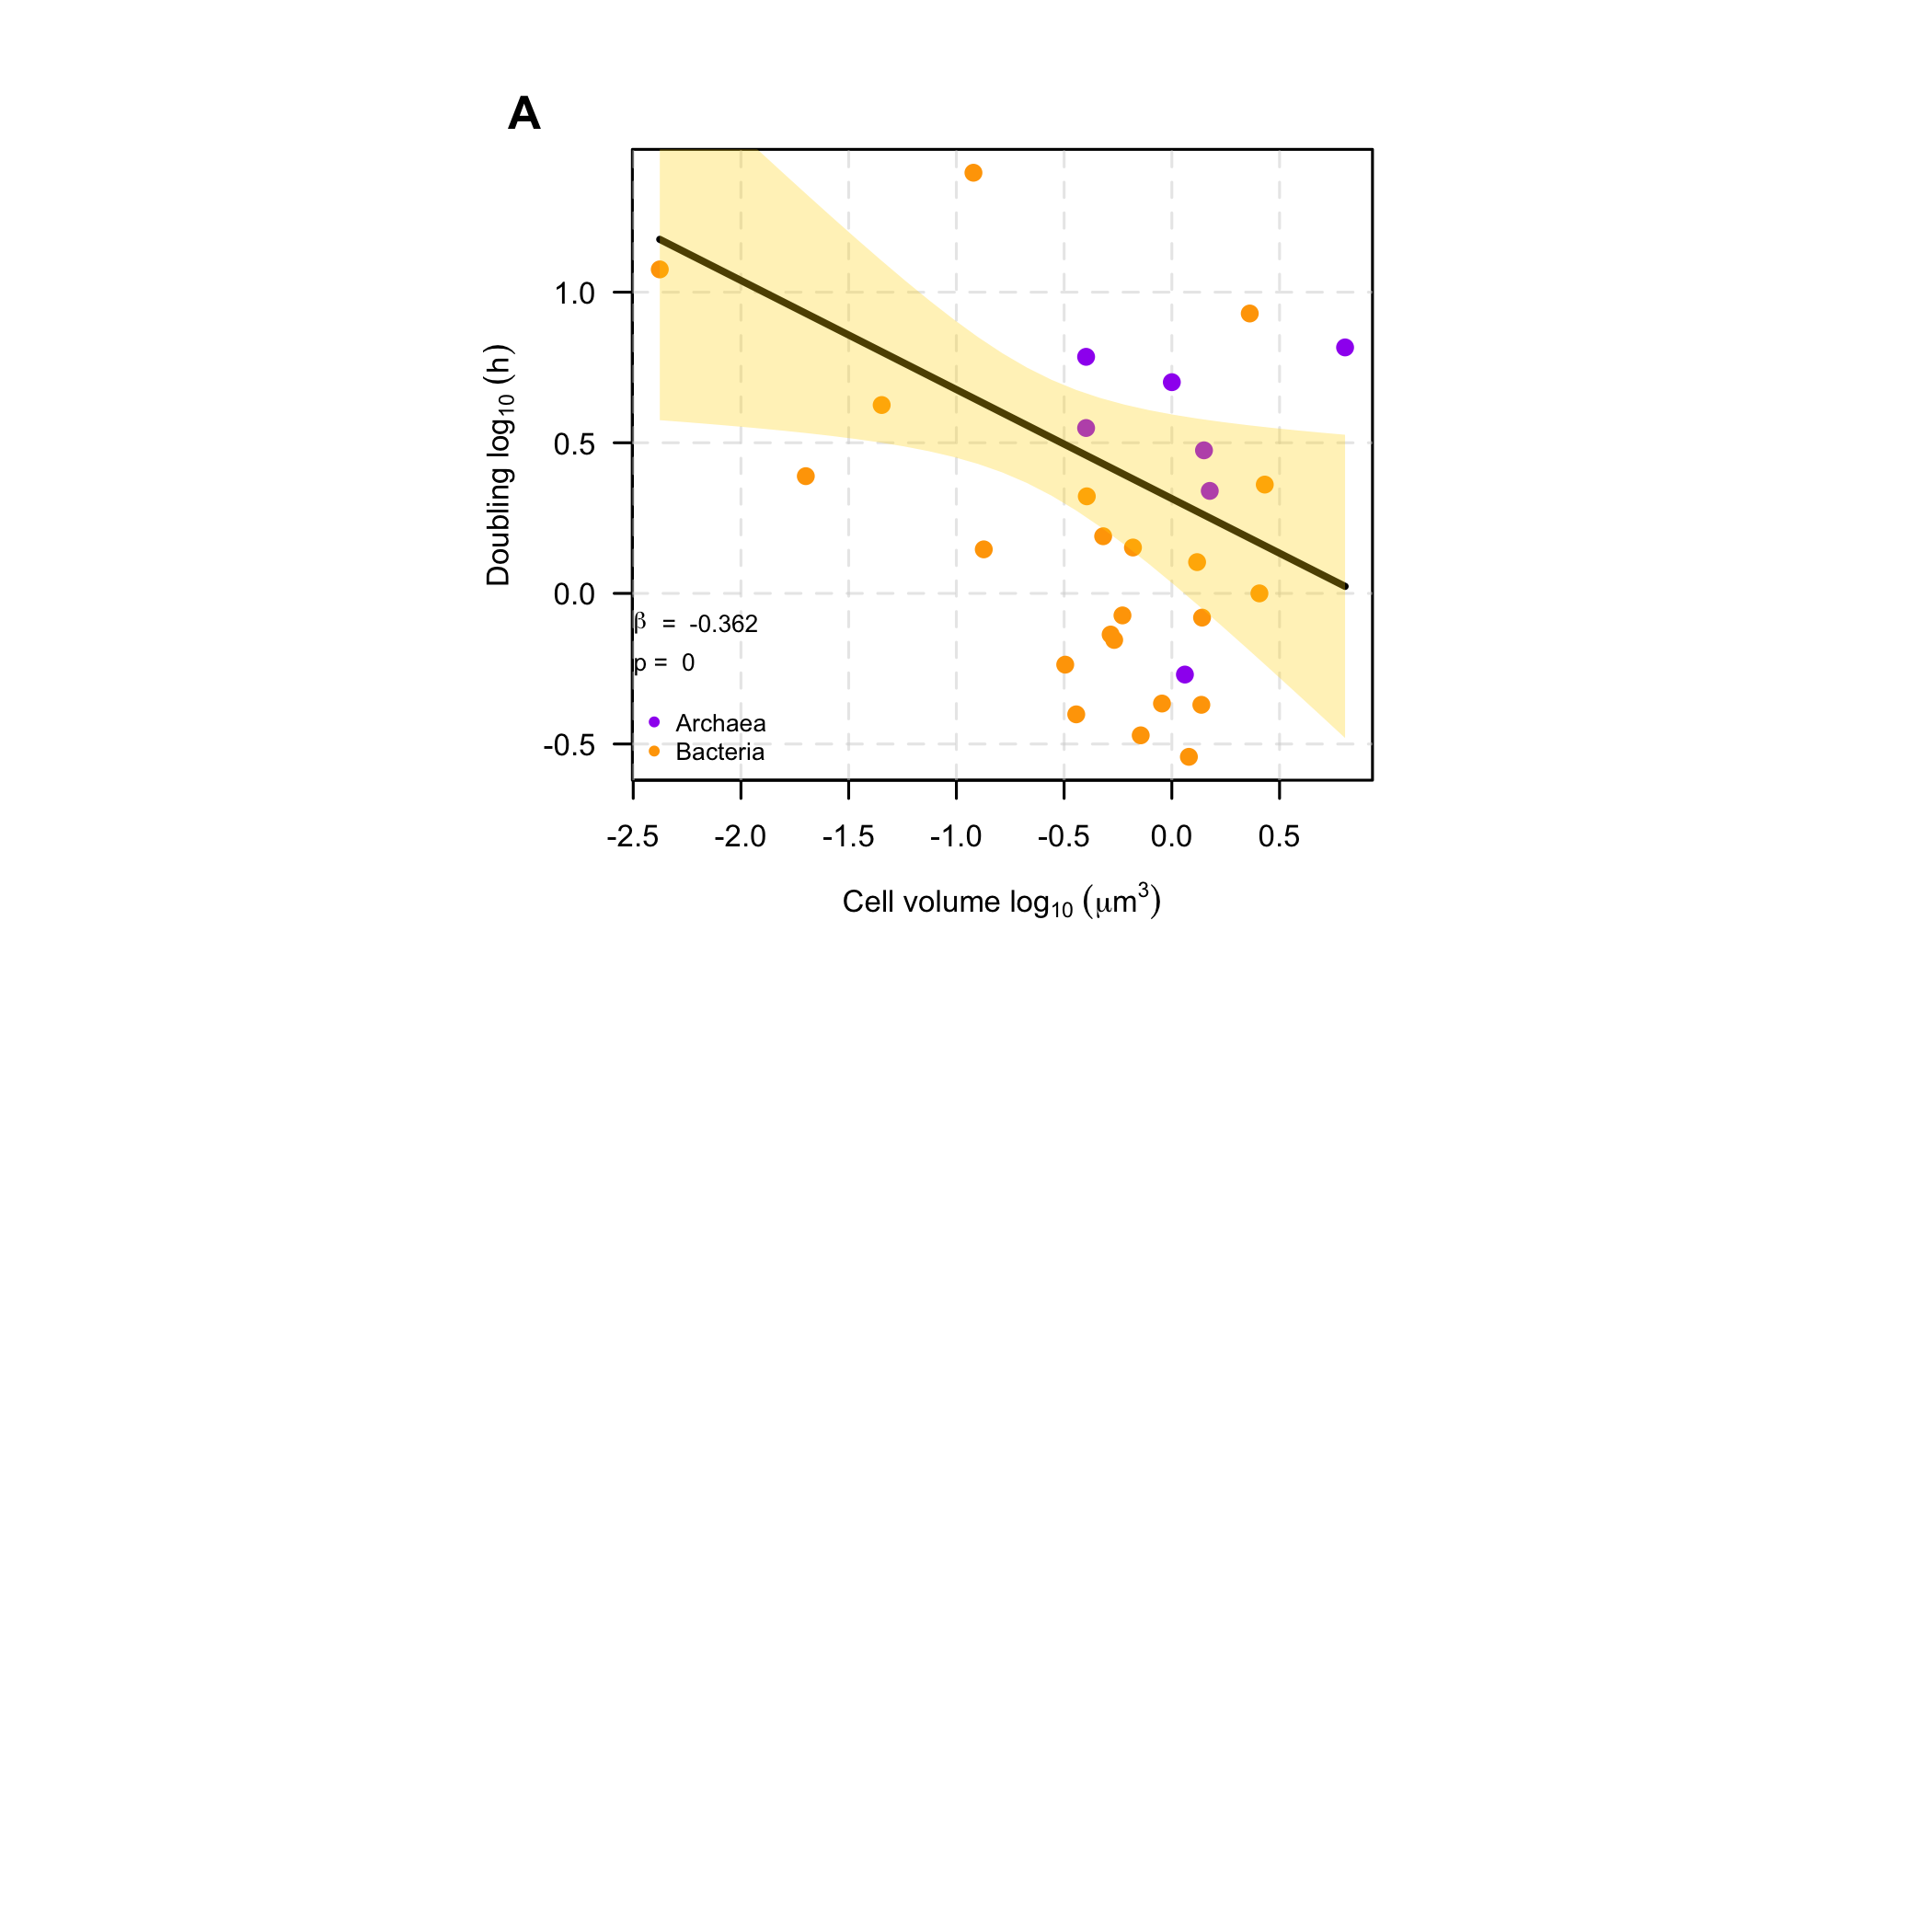 A
Doubling log10 (h)
1.0
0.5
0.0
-0.5
β = -0.362
p = 0
Archaea
Bacteria
-2.5 -2.0 -1.5 -1.0 -0.5 0.0 0.5
Cell volume log10 (μm3)